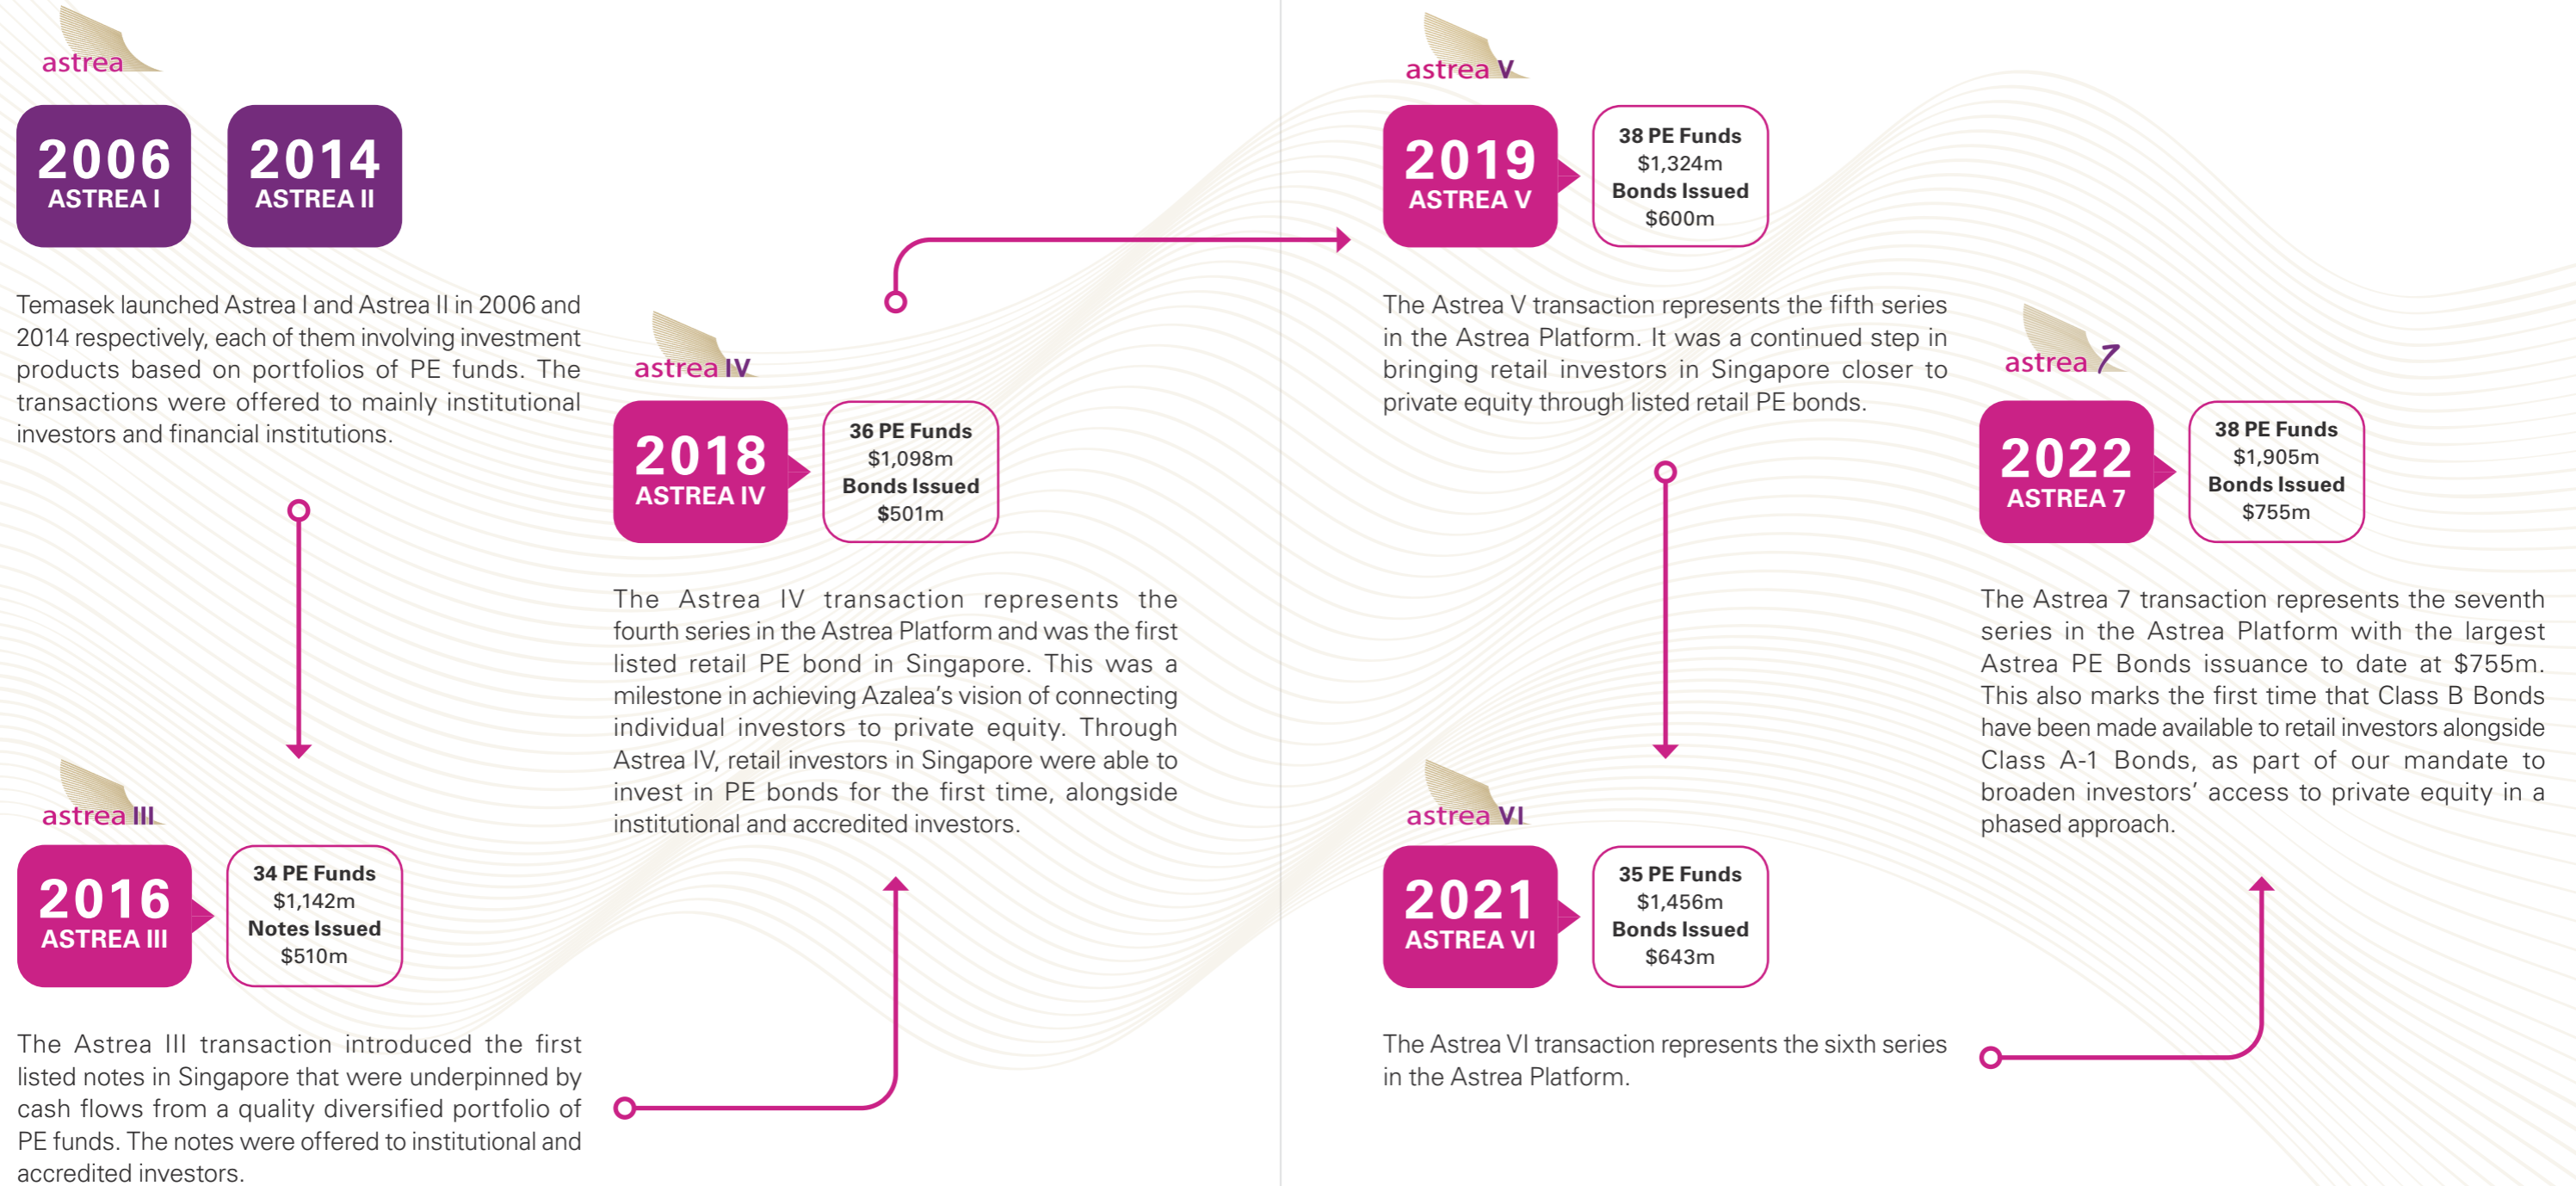 astrea
2006
ASTREA I
2014
ASTREA II
Temasek launched Astrea I and Astrea II in 2006 and
2014 respectively, each of them involving investment
products based on portfolios of PE funds. The
transactions were offered to mainly institutional
investors and financial institutions.
astrea III
2016
ASTREA III
34 PE Funds
$1,142m
Notes Issued
$510m
The Astrea III transaction introduced the first
listed notes in Singapore that were underpinned by
cash flows from a quality diversified portfolio of
PE funds. The notes were offered to institutional and
accredited investors.
astrea IV
2018
ASTREA IV
36 PE Funds
$1,098m
Bonds Issued
$501m
The Astrea IV transaction represents the
fourth series in the Astrea Platform and was the first
listed retail PE bond in Singapore. This was a
milestone in achieving Azalea's vision of connecting
individual investors to private equity. Through
Astrea IV, retail investors in Singapore were able to
invest in PE bonds for the first time, alongside
institutional and accredited investors.
astrea V
2019
ASTREA V
38 PE Funds
$1,324m
Bonds Issued
$600m
The Astrea V transaction represents the fifth series
in the Astrea Platform. It was a continued step in
bringing retail investors in Singapore closer to
private equity through listed retail PE bonds.
astrea VI
2021
ASTREA VI
35 PE Funds
$1,456m
Bonds Issued
$643m
The Astrea VI transaction represents the sixth series
in the Astrea Platform.
astrea 7
2022
ASTREA 7
38 PE Funds
$1,905m
Bonds Issued
$755m
The Astrea 7 transaction represents the seventh
series in the Astrea Platform with the largest
Astrea PE Bonds issuance to date at $755m.
This also marks the first time that Class B Bonds
have been made available to retail investors alongside
Class A-1 Bonds, as part of our mandate to
broaden investors' access to private equity in a
phased approach.